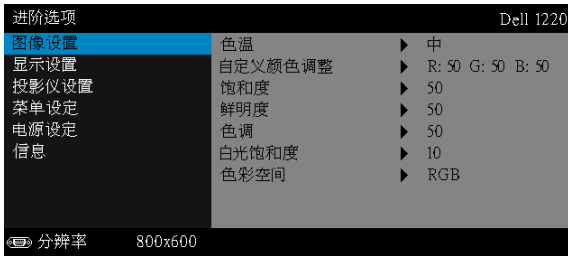 进阶选项 Dell 1220
图像设置 色温 ▶ 中
显示设置 自定义颜色调整 ▶ R: 50 G: 50 B: 50
投影仪设置 饱和度 ▶ 50
菜单设定 鲜明度 ▶ 50
电源设定 色调 ▶ 50
信息 白光饱和度 ▶ 10
色彩空间 ▶ RGB
分辨率 800x600